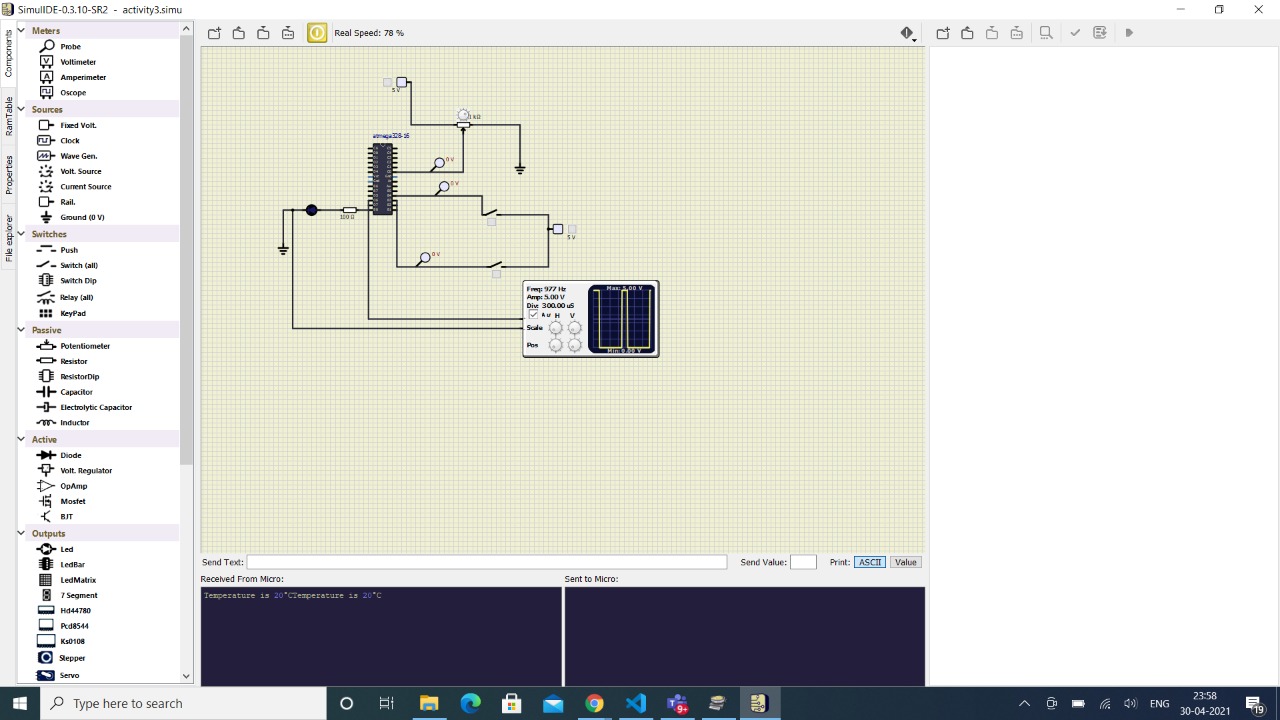 SimulIDE-0.3.10-SR2 - activity3.simu
Components
RamTable
Properties
File explorer
Meters
Probe
Voltimeter
Amperimeter
Oscope
Sources
Fixed Volt.
Clock
Wave Gen.
Volt. Source
Current Source
Rail.
Ground (0 V)
Switches
Push
Switch (all)
Switch Dip
Relay (all)
KeyPad
Passive
Potentiometer
Resistor
ResistorDip
Capacitor
Electrolytic Capacitor
Inductor
Active
Diode
Volt. Regulator
OpAmp
Mosfet
BJT
Outputs
Led
LedBar
LedMatrix
7 Segment
Hd44780
Pcd8544
Ks0108
Stepper
Servo
Real Speed: 78 %
5 V
1 kΩ
atmega328-16
0 V
0 V
100 Ω
5 V
0 V
Freq: 977 Hz
Amp: 5.00 V
Div: 300.00 uS
H V
Scale
Pos
Max: 5.00 V
Min: 0.00 V
Send Text: Send Value: Print: ASCII Value
Received From Micro: Sent to Micro:
Temperature is 20°CTemperature is 20°C
Type here to search
9+
ENG
23:58
30-04-2021
19